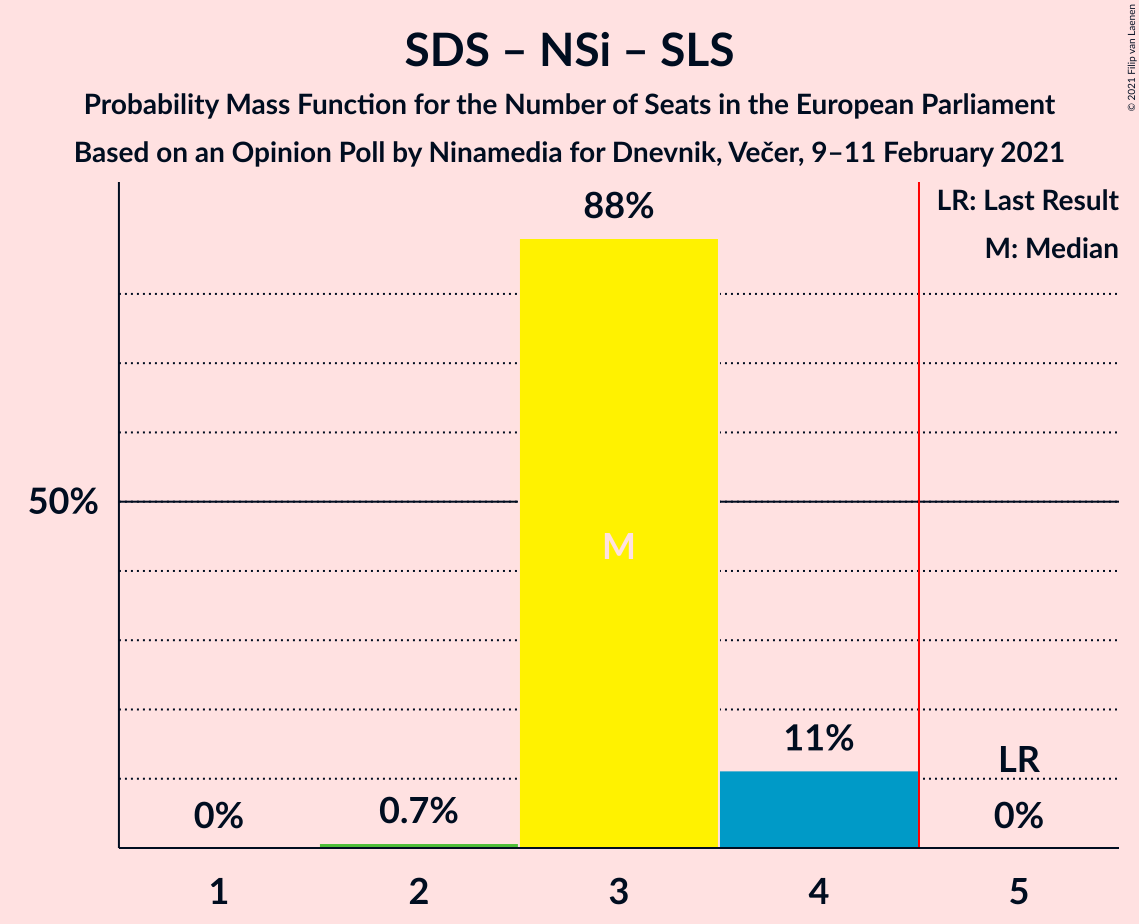 SDS – NSi – SLS
Probability Mass Function for the Number of Seats in the European Parliament
Based on an Opinion Poll by Ninamedia for Dnevnik, Večer, 9–11 February 2021
© 2021 Filip van Laenen
LR: Last Result
M: Median
88%
50%
M
11%
LR
0%
0.7%
0%
1
2
3
4
5